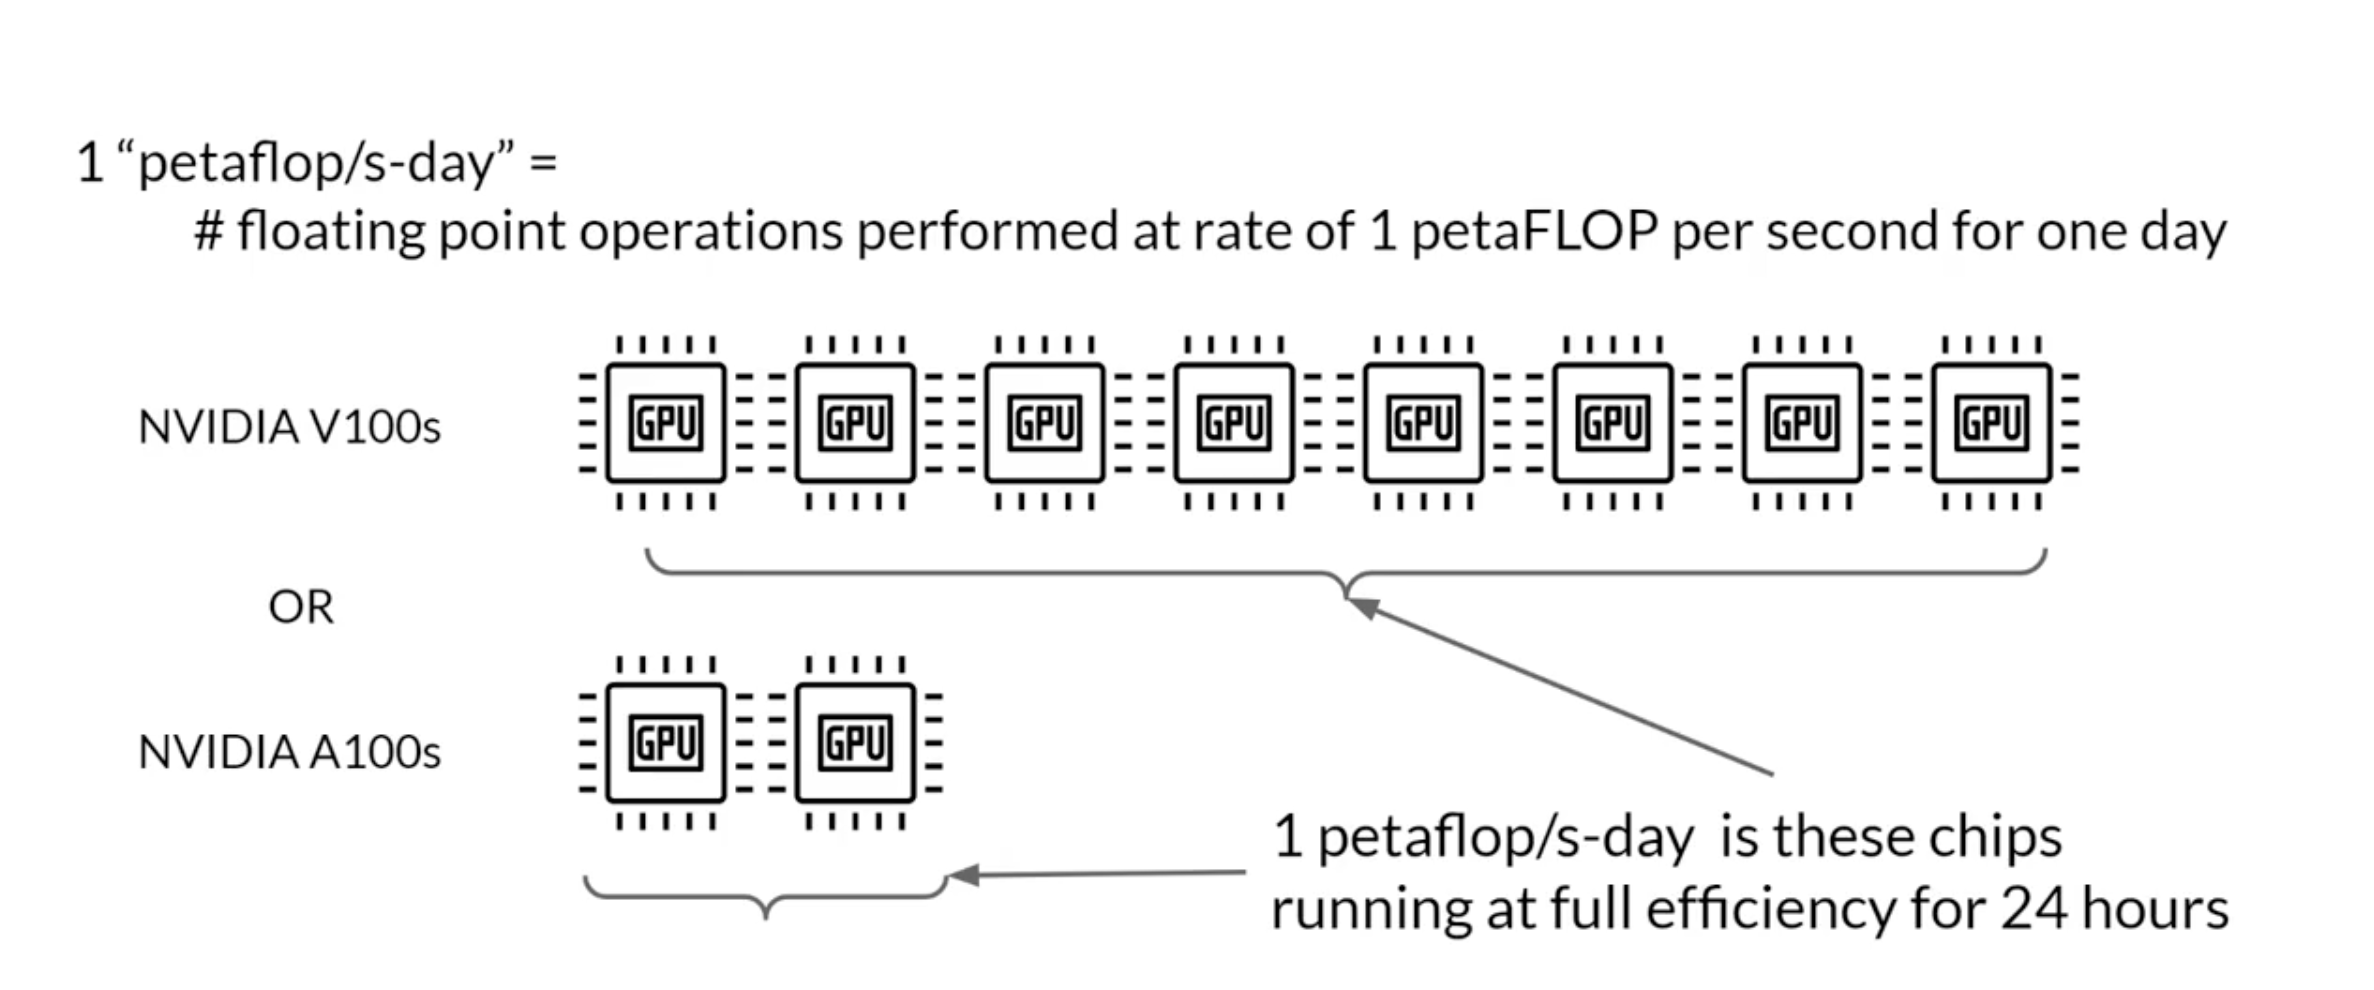 1 “petaflop/s-day” =
# floating point operations performed at rate of 1 petaFLOP per second for one day
NVIDIA V100s
GPU GPU GPU GPU GPU GPU GPU GPU
OR
NVIDIA A100s
GPU GPU
1 petaflop/s-day is these chips
running at full efficiency for 24 hours